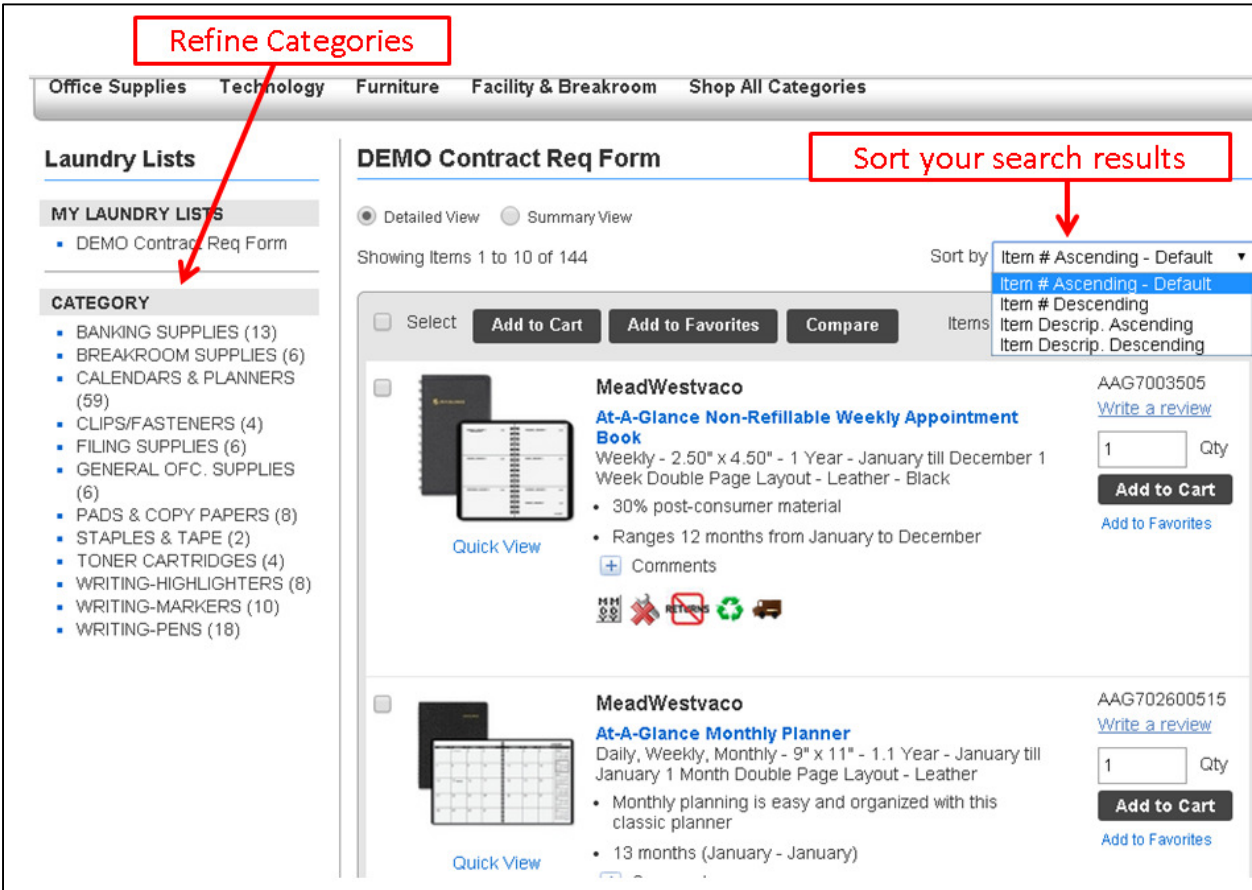 Refine Categories
Office Supplies Technology Furniture Facility & Breakroom Shop All Categories
Laundry Lists
MY LAUNDRY LISTS
DEMO Contract Req Form
CATEGORY
BANKING SUPPLIES (13)
BREAKROOM SUPPLIES (6)
CALENDARS & PLANNERS
(59)
CLIPS/FASTENERS (4)
FILING SUPPLIES (6)
GENERAL OFC. SUPPLIES
(6)
PADS & COPY PAPERS (8)
STAPLES & TAPE (2)
TONER CARTRIDGES (4)
WRITING-HIGHLIGHTERS (8)
WRITING-MARKERS (10)
WRITING-PENS (18)
DEMO Contract Req Form
Sort your search results
Detailed View Summary View
Showing Items 1 to 10 of 144
Sort by Item # Ascending - Default
Item # Ascending - Default
Item # Descending
Item Descrip. Ascending
Item Descrip. Descending
Select Add to Cart Add to Favorites Compare Items
MeadWestvaco
At-A-Glance Non-Refillable Weekly Appointment
Book
Weekly - 2.50" x 4.50" - 1 Year - January till December 1
Week Double Page Layout - Leather - Black
• 30% post-consumer material
• Ranges 12 months from January to December
Comments
RETURNS
Quick View
AAG7003505
Write a review
1 Qty
Add to Cart
Add to Favorites
MeadWestvaco
At-A-Glance Monthly Planner
Daily, Weekly, Monthly - 9" x 11" - 1.1 Year - January till
January 1 Month Double Page Layout - Leather
• Monthly planning is easy and organized with this
classic planner
• 13 months (January - January)
Quick View
AAG702600515
Write a review
1 Qty
Add to Cart
Add to Favorites